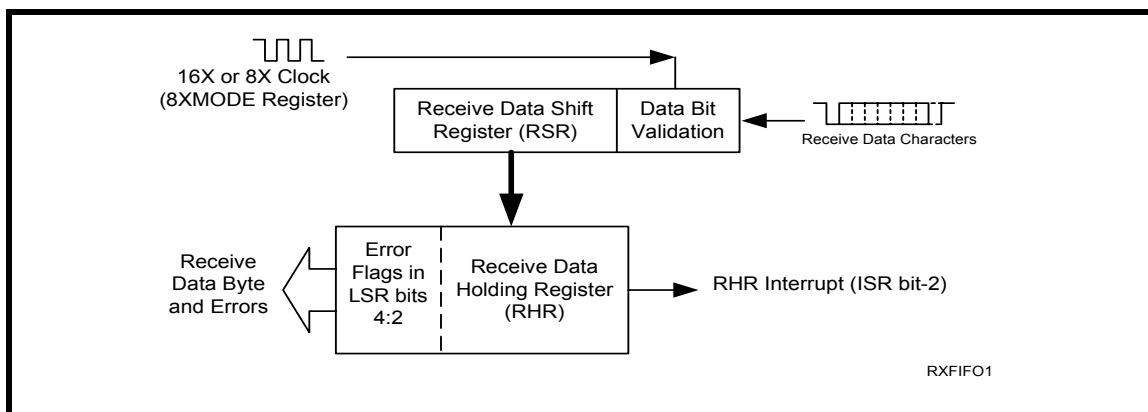 16X or 8X Clock
(8XMODE Register)
Receive Data Shift
Register (RSR)
Data Bit
Validation
Receive Data Characters
Receive
Data Byte
and Errors
Error
Flags in
LSR bits
4:2
Receive Data
Holding Register
(RHR)
RHR Interrupt (ISR bit-2)
RXFIFO1